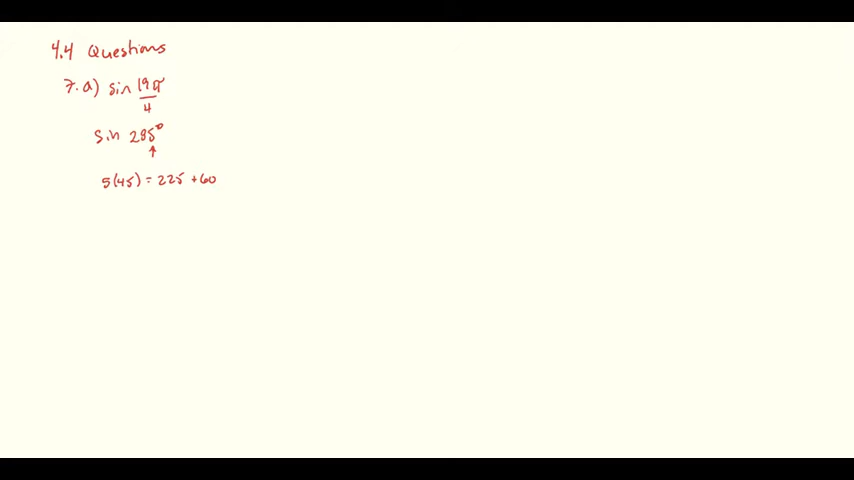 4.4 Questions
7. a) sin 19π/4
sin 285°
↑
5(45) = 225 + 60